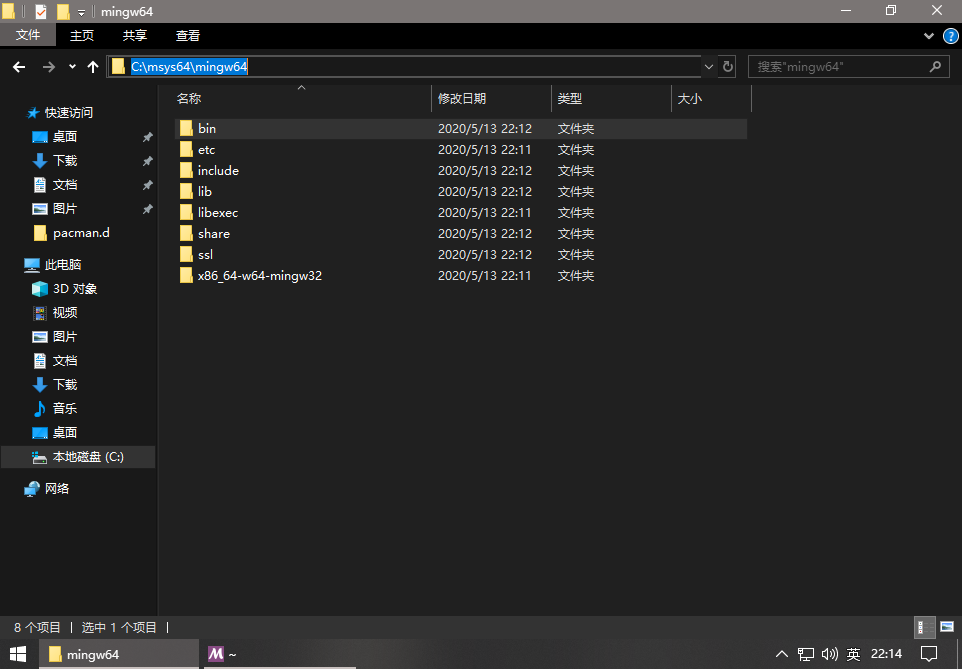 mingw64
文件 主页 共享 查看
C:\msys64\mingw64 搜索"mingw64"
名称 修改日期 类型 大小
快速访问
桌面
下载
文档
图片
pacman.d
此电脑
3D 对象
视频
图片
文档
下载
音乐
桌面
本地磁盘 (C:)
网络
bin 2020/5/13 22:12 文件夹
etc 2020/5/13 22:11 文件夹
include 2020/5/13 22:12 文件夹
lib 2020/5/13 22:12 文件夹
libexec 2020/5/13 22:11 文件夹
share 2020/5/13 22:12 文件夹
ssl 2020/5/13 22:12 文件夹
x86_64-w64-mingw32 2020/5/13 22:11 文件夹
8 个项目 | 选中 1 个项目 |
mingw64 M ~ 英 22:14